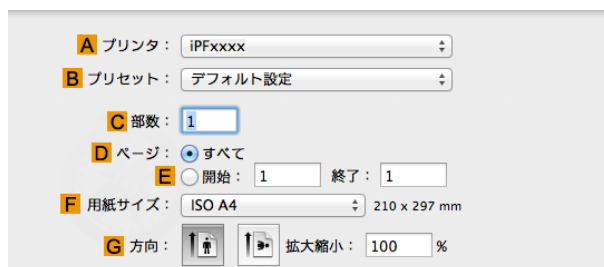 A プリンタ： iPFxxxx
B プリセット： デフォルト設定
C 部数： 1
D ページ： すべて
E 開始： 1 終了： 1
F 用紙サイズ： ISO A4 210 x 297 mm
G 方向： 拡大縮小： 100 %